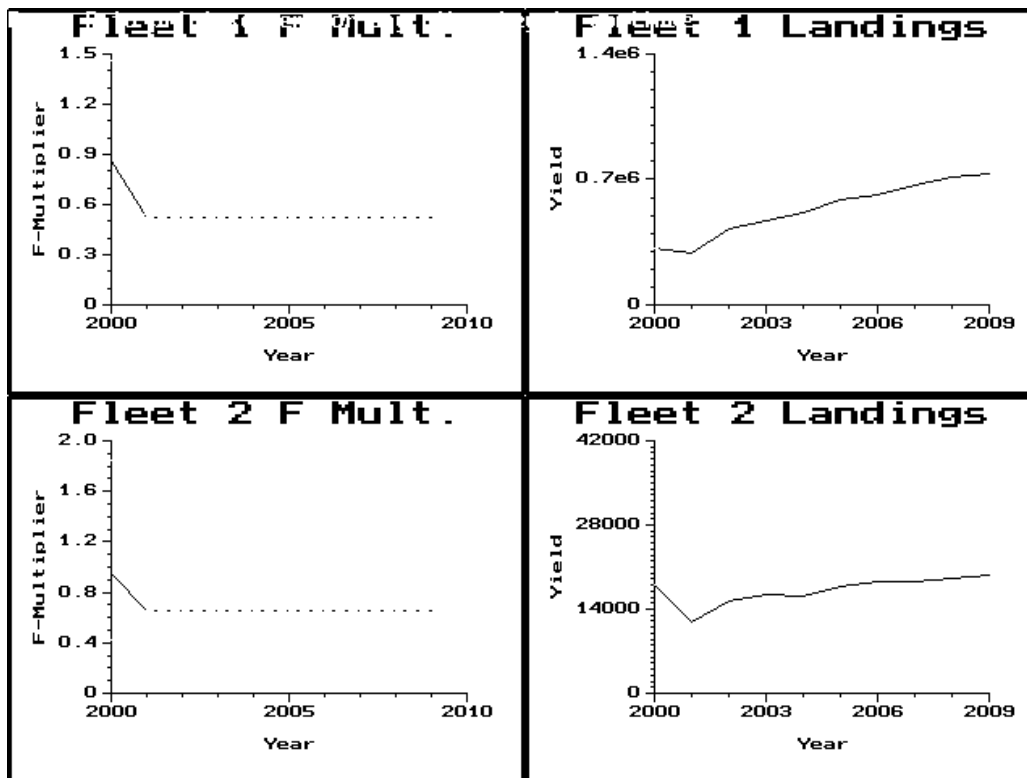 Fleet 1 F Mult.
1.5
1.2
0.9
0.6
0.3
0
F-Multiplier
2000
2005
2010
Year
Fleet 1 Landings
1.4e6
0.7e6
0
Yield
2000
2003
2006
2009
Year
Fleet 2 F Mult.
2.0
1.6
1.2
0.8
0.4
0
F-Multiplier
2000
2005
2010
Year
Fleet 2 Landings
42000
28000
14000
0
Yield
2000
2003
2006
2009
Year